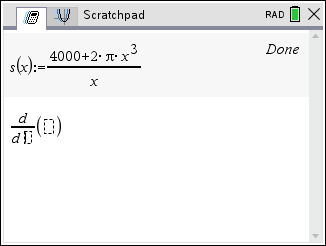 Scratchpad RAD
s(x):=(4000+2·π·x^3)/x Done
d/d□(□)